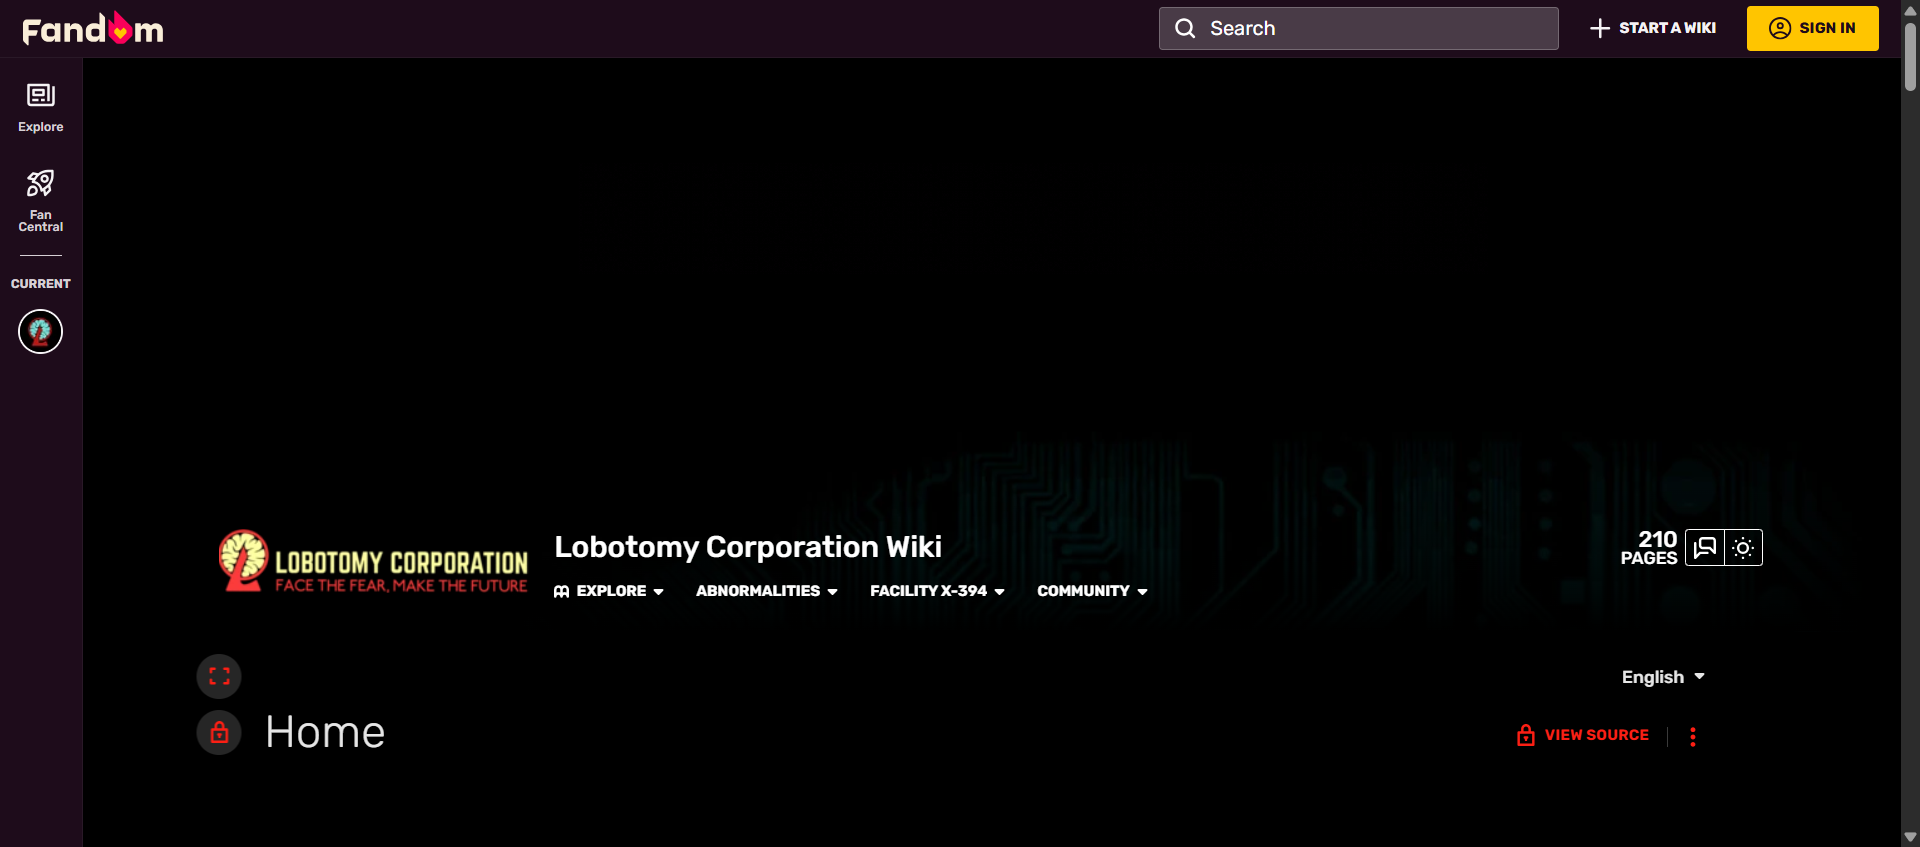 Fandom
Search
START A WIKI
SIGN IN
Explore
Fan
Central
CURRENT
LOBOTOMY CORPORATION
FACE THE FEAR, MAKE THE FUTURE
Lobotomy Corporation Wiki
EXPLORE
ABNORMALITIES
FACILITY X-394
COMMUNITY
210
PAGES
English
Home
VIEW SOURCE